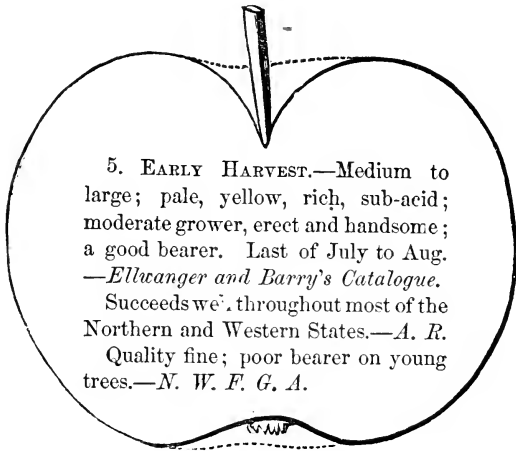 5. EARLY HARVEST.—Medium to
large; pale, yellow, rich, sub-acid;
moderate grower, erect and handsome;
a good bearer. Last of July to Aug.
—Ellwanger and Barry's Catalogue.
Succeeds throughout most of the
Northern and Western States.—A. R.
Quality fine; poor bearer on young
trees.—N. W. F. G. A.